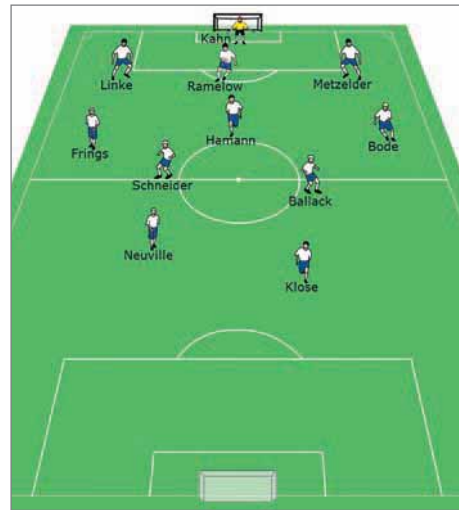 Kahn
Linke
Ramelow
Metzelder
Hamann
Frings
Bode
Schneider
Ballack
Neuville
Klose